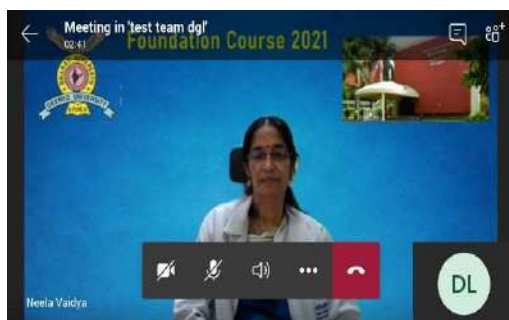 Meeting in 'test team dgl'
02:41
Foundation Course 2021
DL
Neela Vaidya